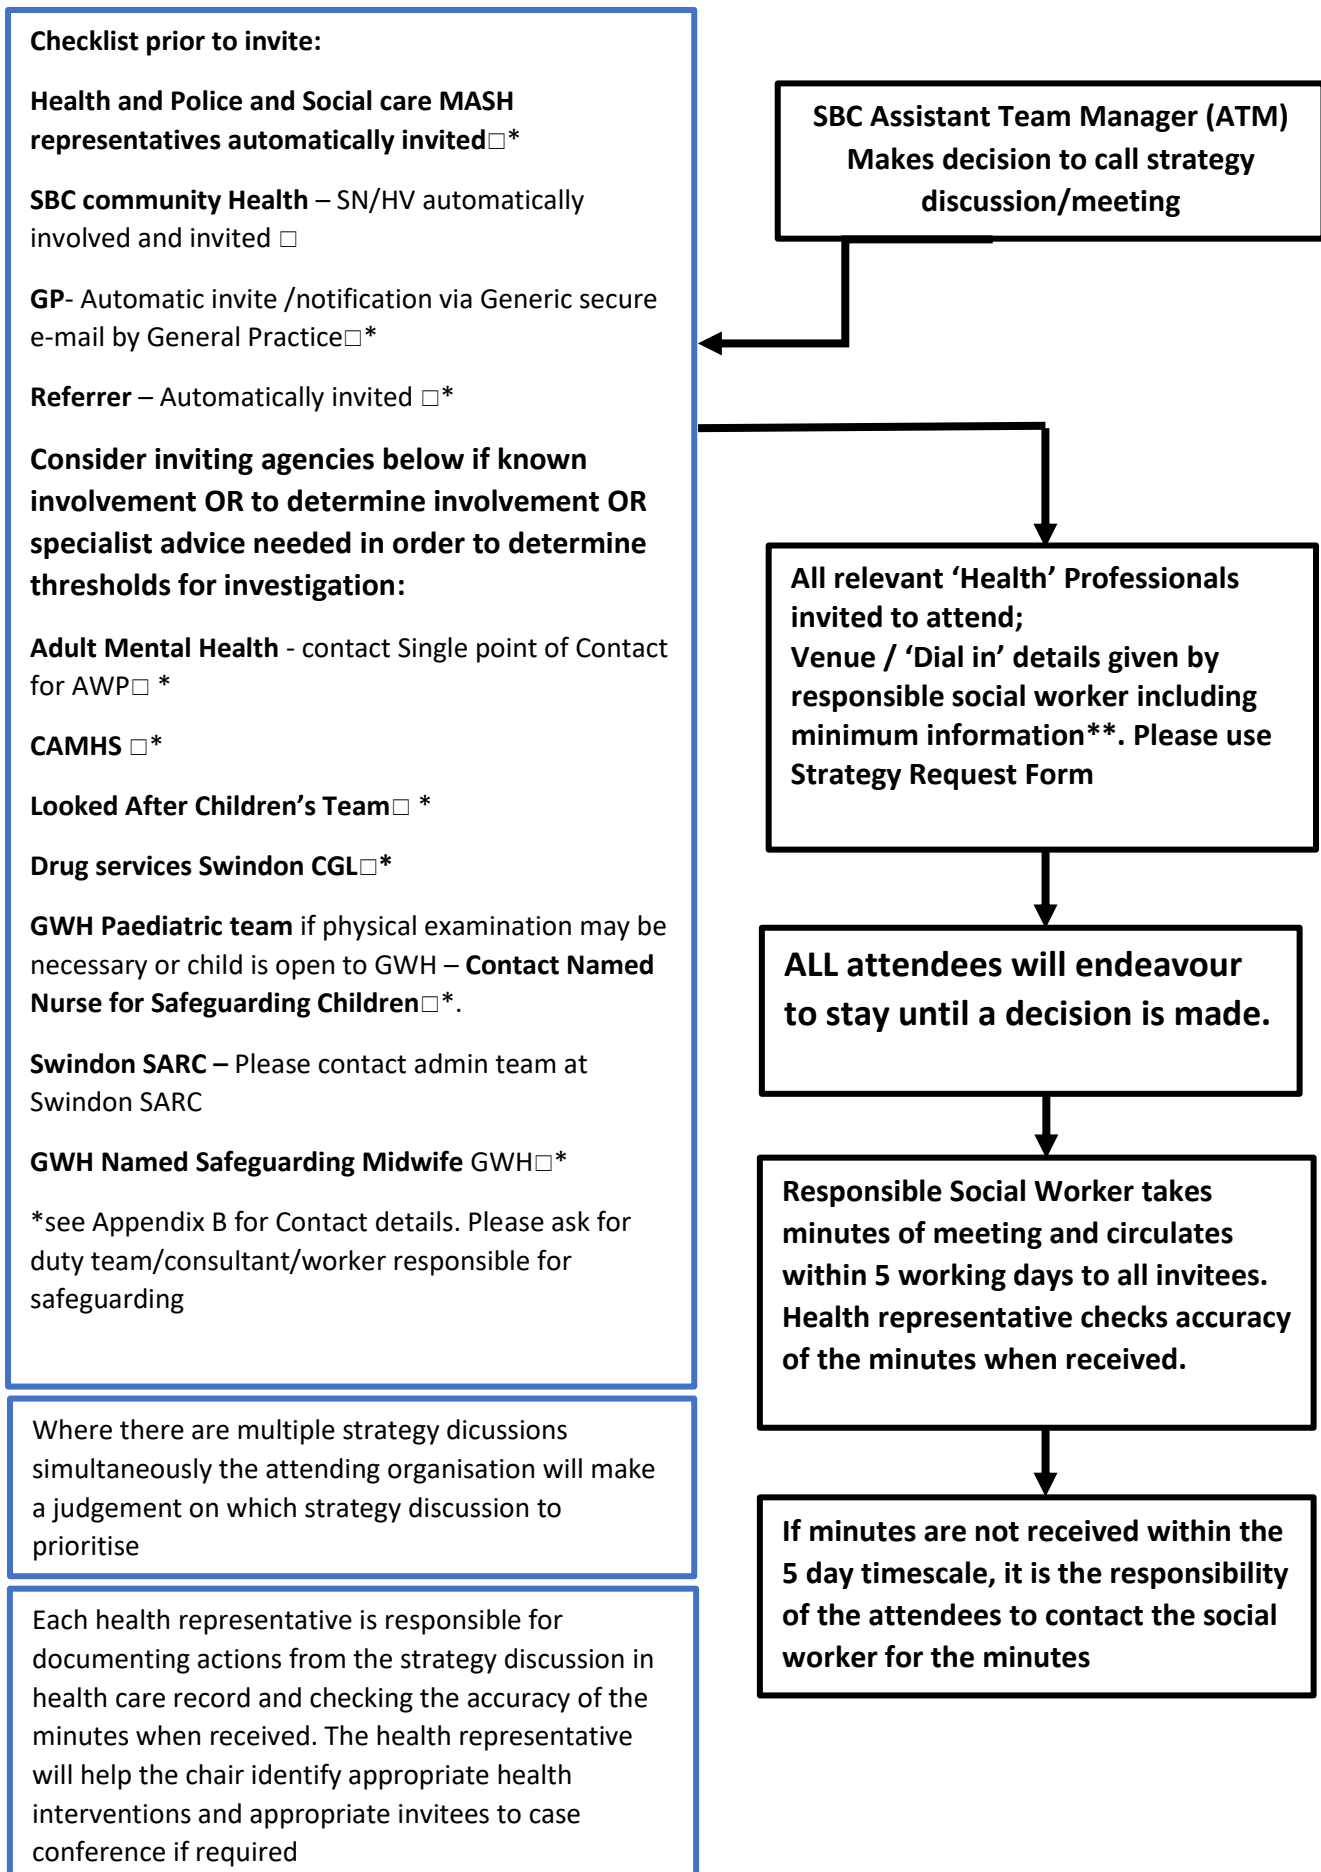 Checklist prior to invite:
Health and Police and Social care MASH
representatives automatically invited□*
SBC community Health – SN/HV automatically
involved and invited □
GP- Automatic invite /notification via Generic secure
e-mail by General Practice□*
Referrer – Automatically invited □*
Consider inviting agencies below if known
involvement OR to determine involvement OR
specialist advice needed in order to determine
thresholds for investigation:
Adult Mental Health - contact Single point of Contact
for AWP□ *
CAMHS □*
Looked After Children’s Team□ *
Drug services Swindon CGL□*
GWH Paediatric team if physical examination may be
necessary or child is open to GWH – Contact Named
Nurse for Safeguarding Children□*.
Swindon SARC – Please contact admin team at
Swindon SARC
GWH Named Safeguarding Midwife GWH□*
*see Appendix B for Contact details. Please ask for
duty team/consultant/worker responsible for
safeguarding
Where there are multiple strategy dicussions
simultaneously the attending organisation will make
a judgement on which strategy discussion to
prioritise
Each health representative is responsible for
documenting actions from the strategy discussion in
health care record and checking the accuracy of the
minutes when received. The health representative
will help the chair identify appropriate health
interventions and appropriate invitees to case
conference if required
SBC Assistant Team Manager (ATM)
Makes decision to call strategy
discussion/meeting
All relevant ‘Health’ Professionals
invited to attend;
Venue / ‘Dial in’ details given by
responsible social worker including
minimum information**. Please use
Strategy Request Form
ALL attendees will endeavour
to stay until a decision is made.
Responsible Social Worker takes
minutes of meeting and circulates
within 5 working days to all invitees.
Health representative checks accuracy
of the minutes when received.
If minutes are not received within the
5 day timescale, it is the responsibility
of the attendees to contact the social
worker for the minutes